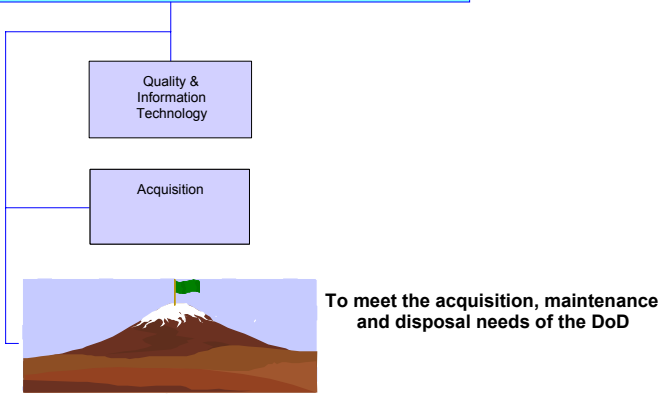 Quality &
Information
Technology
Acquisition
To meet the acquisition, maintenance
and disposal needs of the DoD